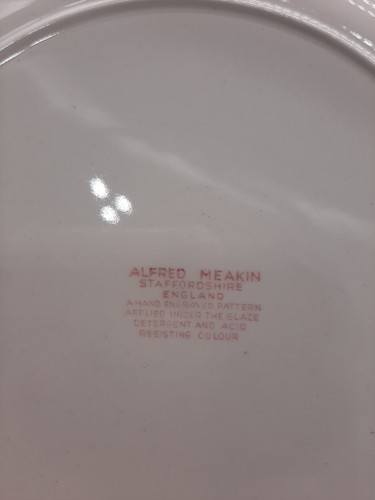 ALFRED MEAKIN
STAFFORDSHIRE
ENGLAND
A HAND ENGRAVED PATTERN
APPLIED UNDER THE GLAZE
DETERGENT AND ACID
RESISTING COLOUR